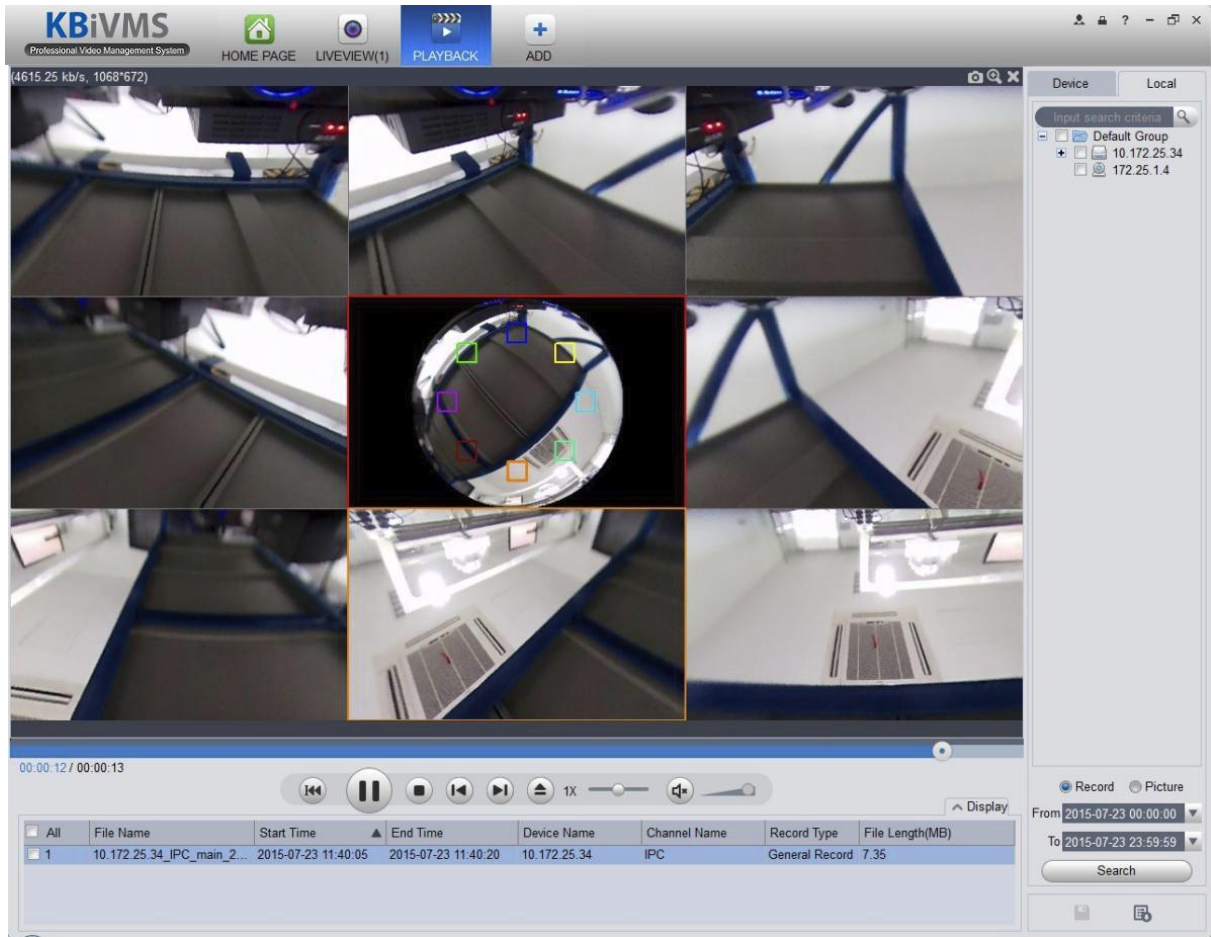 KBiVMS
Professional Video Management System
HOME PAGE
LIVEVIEW(1)
PLAYBACK
ADD
?
(4615.25 kb/s, 1068*672)
Device
Local
Input search criteria
Default Group
10.172.25.34
172.25.1.4
00:00:12 / 00:00:13
1X
Display
Record
Picture
From 2015-07-23 00:00:00
To 2015-07-23 23:59:59
Search
All File Name Start Time End Time Device Name Channel Name Record Type File Length(MB)
1 10.172.25.34_IPC_main_2... 2015-07-23 11:40:05 2015-07-23 11:40:20 10.172.25.34 IPC General Record 7.35